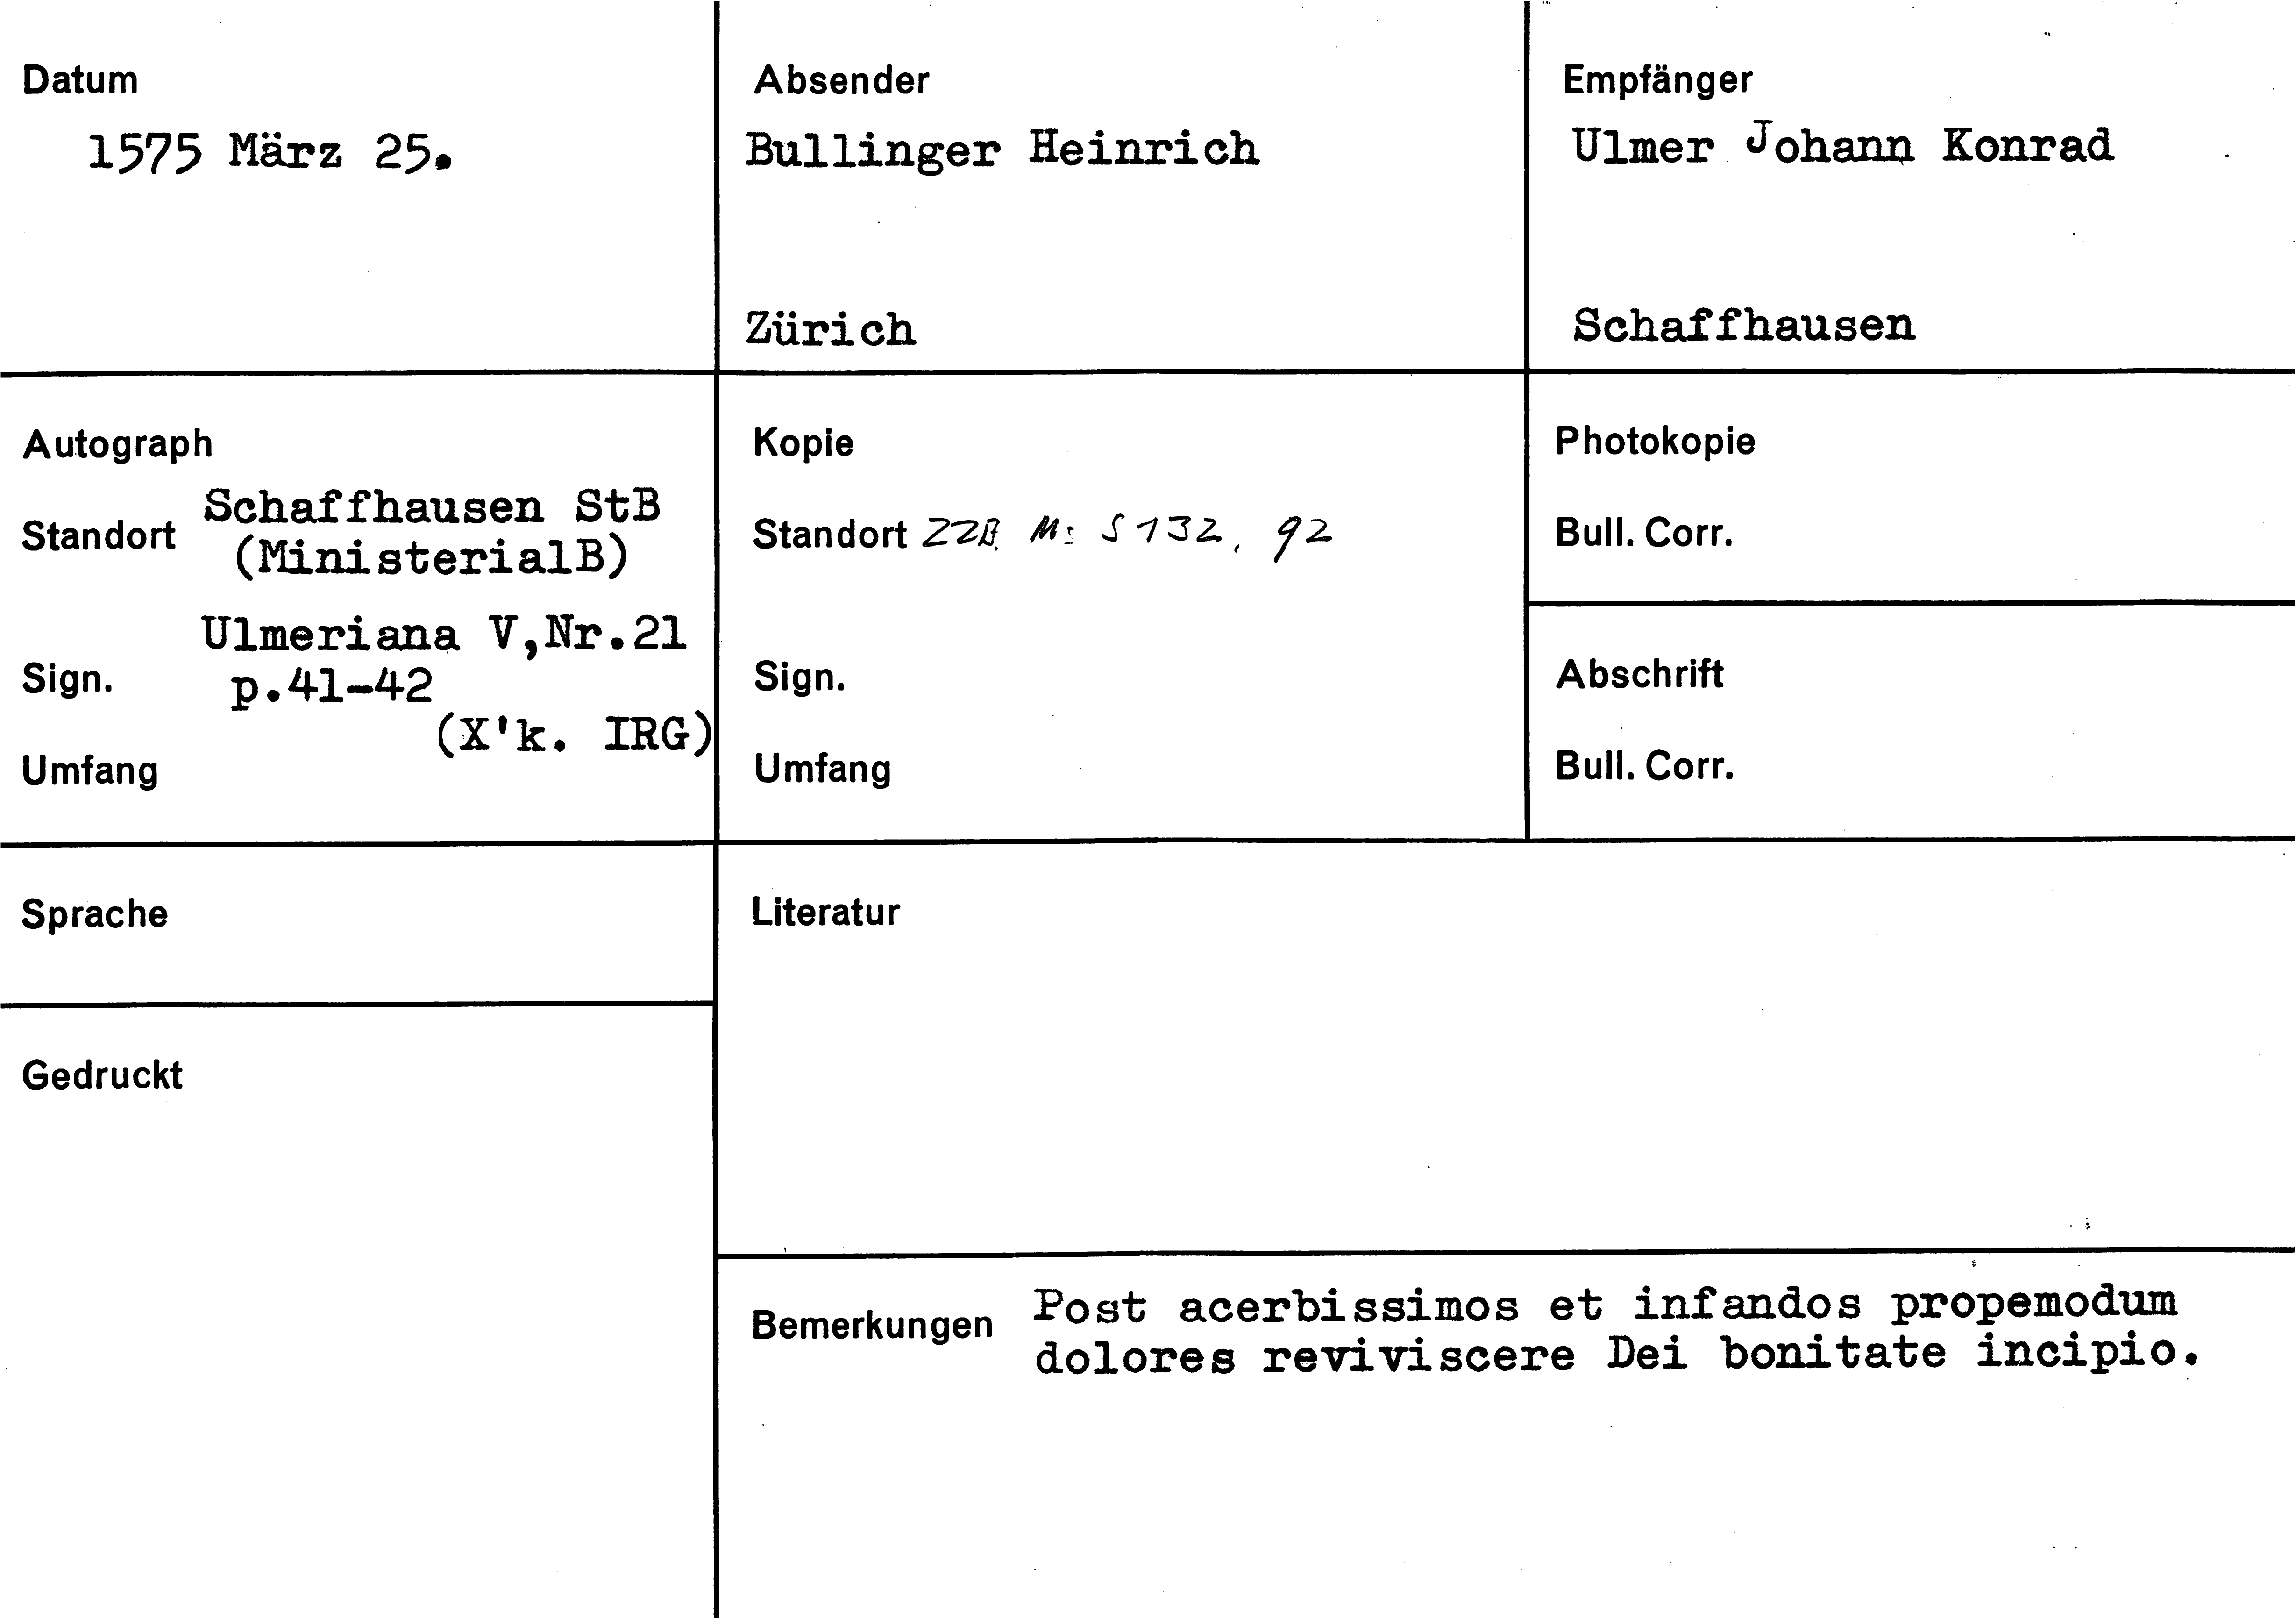 Datum
1575 März 25.
Absender
Bullinger Heinrich
Zürich
Empfänger
Ulmer Johann Konrad
Schaffhausen
Autograph
Standort Schaffhausen StB
(MinisterialB)
Ulmeriana V,Nr.21
Sign. p.41-42
(X'k. IRG)
Umfang
Kopie
Standort ZZB Ms S 132, 92
Sign.
Umfang
Photokopie
Bull. Corr.
Abschrift
Bull. Corr.
Sprache
Gedruckt
Literatur
Bemerkungen Post acerbissimos et infandos propemodum
dolores reviviscere Dei bonitate incipio.